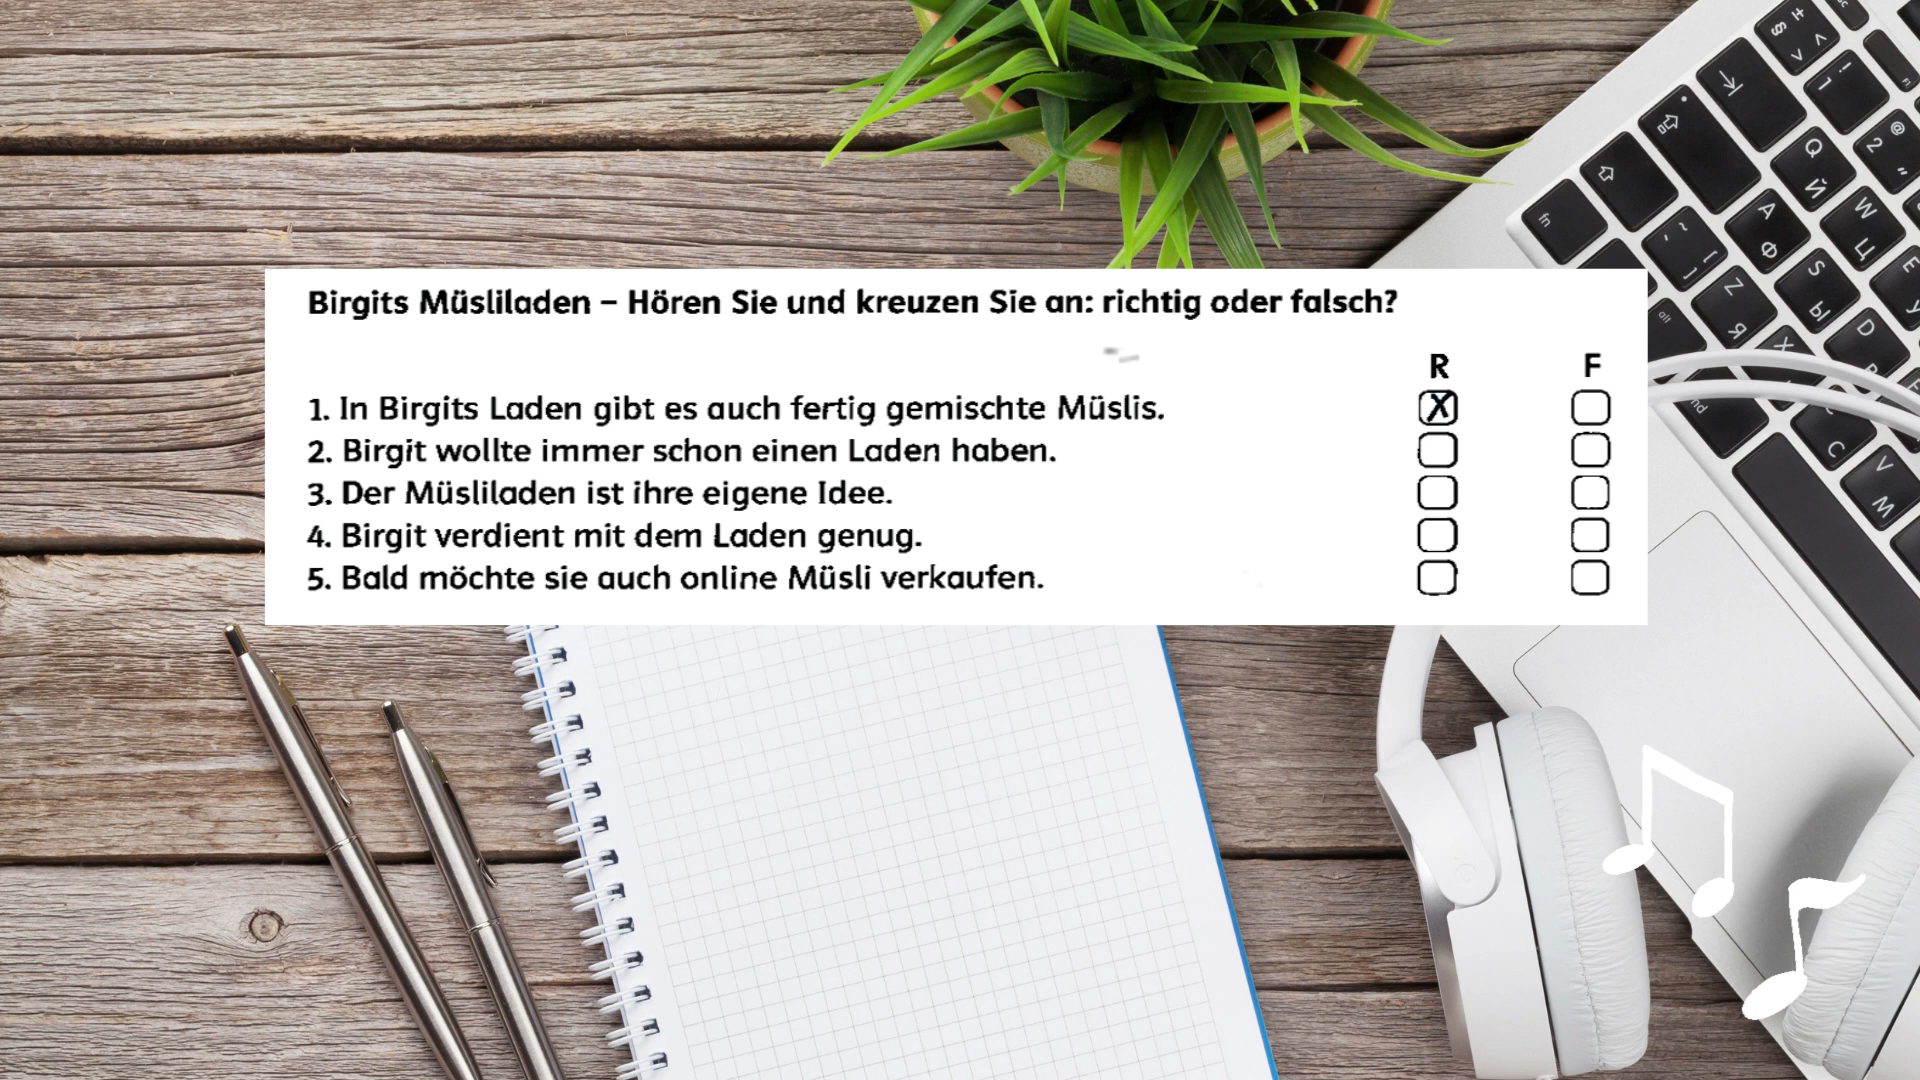 Birgits Müsliladen – Hören Sie und kreuzen Sie an: richtig oder falsch?
R F
1. In Birgits Laden gibt es auch fertig gemischte Müslis. X
2. Birgit wollte immer schon einen Laden haben.
3. Der Müsliladen ist ihre eigene Idee.
4. Birgit verdient mit dem Laden genug.
5. Bald möchte sie auch online Müsli verkaufen.